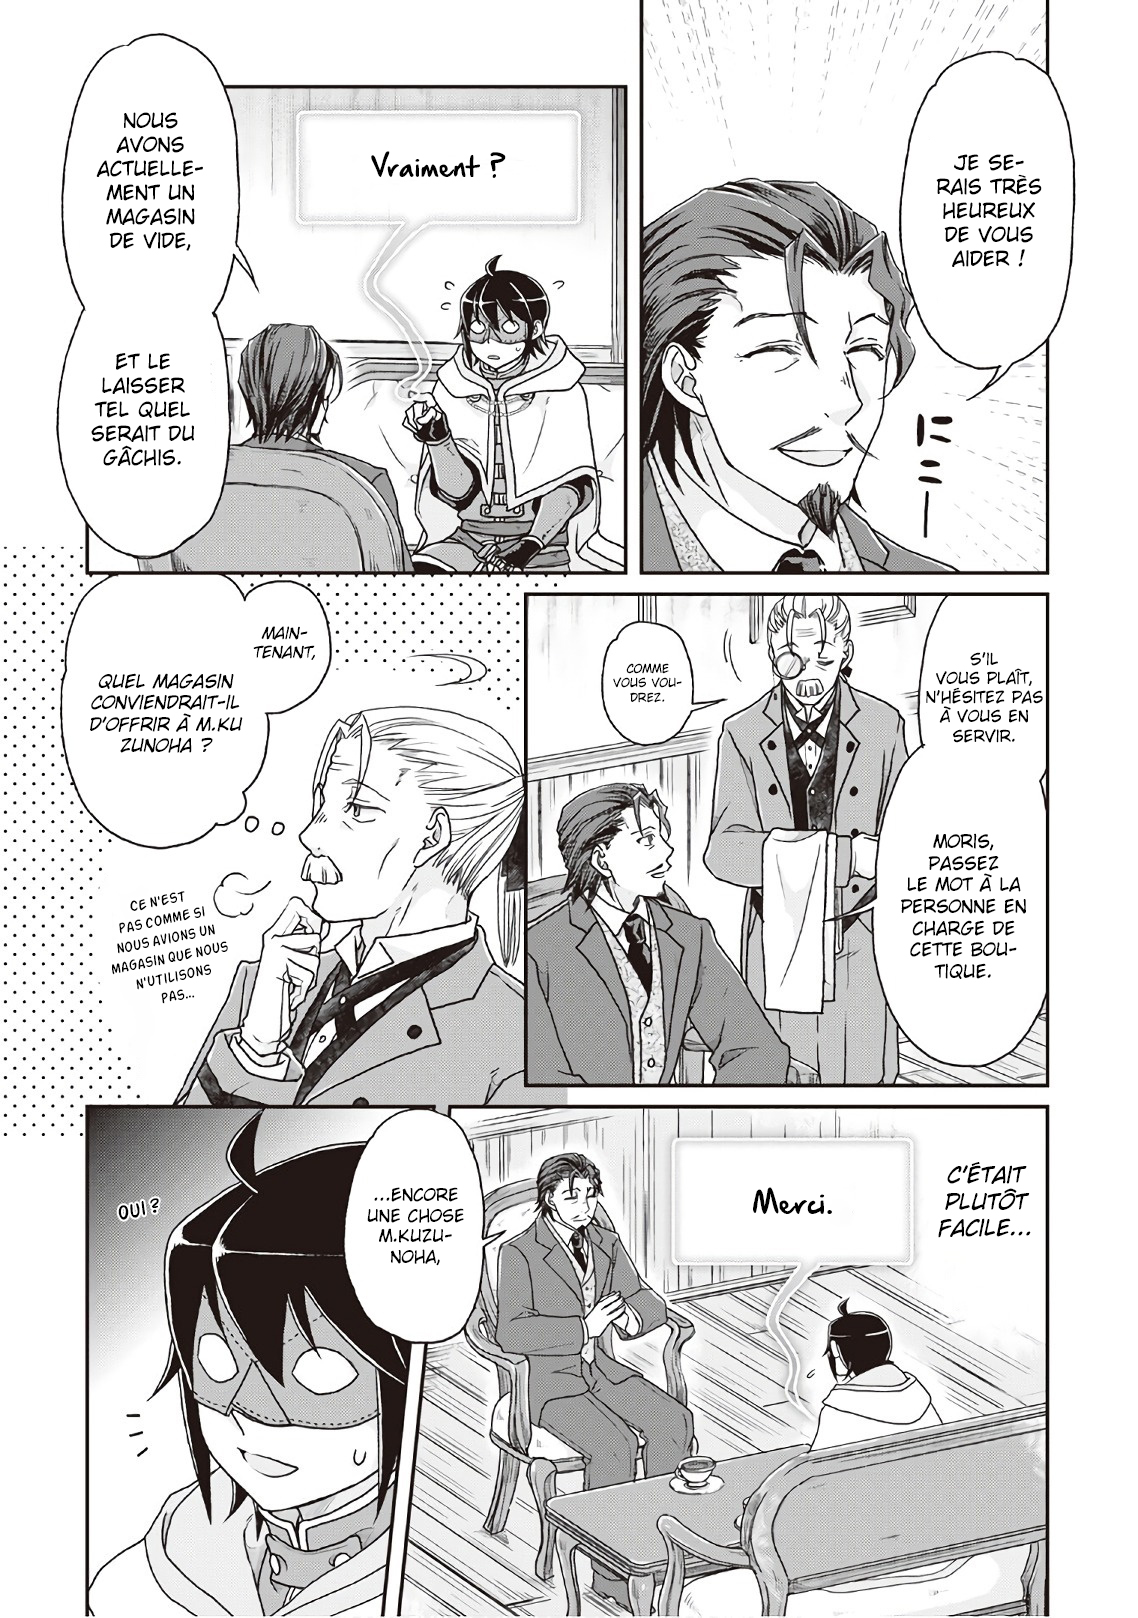 JE SE-
RAIS TRÈS
HEUREUX
DE VOUS
AIDER !
にこー
Vraiment ?
NOUS
AVONS
ACTUELLE-
MENT UN
MAGASIN
DE VIDE,
ET LE
LAISSER
TEL QUEL
SERAIT DU
GÂCHIS.
S'IL
VOUS PLAÎT,
N'HÉSITEZ PAS
À VOUS EN
SERVIR.
MORIS,
PASSEZ
LE MOT À LA
PERSONNE EN
CHARGE DE
CETTE BOU-
TIQUE.
COMME
VOUS VOU-
DREZ.
MAIN-
TENANT,
QUEL MAGASIN
CONVIENDRAIT-IL
D'OFFRIR À M.KU
ZUNOHA ?
CE N'EST
PAS COMME SI
NOUS AVIONS UN
MAGASIN QUE NOUS
N'UTILISONS
PAS...
C'ÉTAIT
PLUTÔT
FACILE...
Merci.
...ENCORE
UNE CHOSE
M.KUZU-
NOHA,
OUI ?